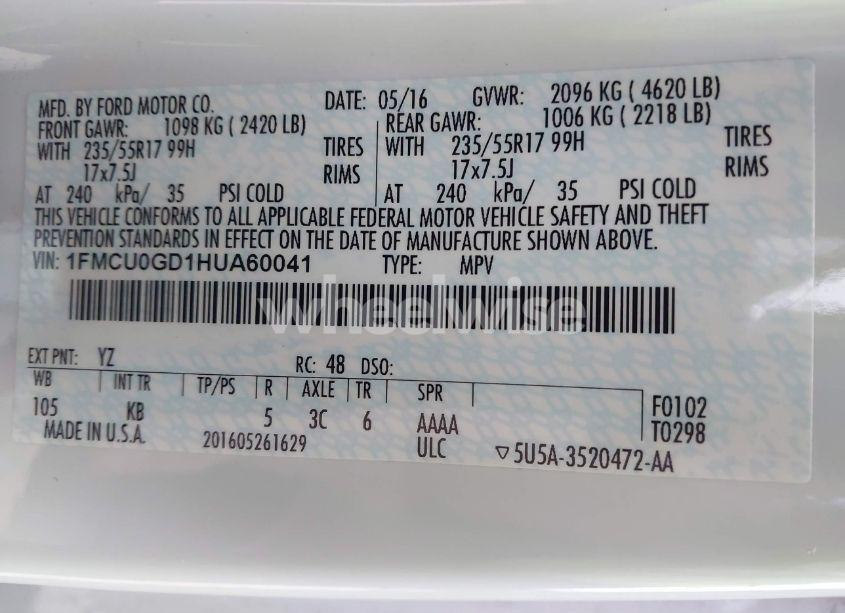 MFD. BY FORD MOTOR CO. DATE: 05/16 GVWR: 2096 KG ( 4620 LB)
FRONT GAWR: 1098 KG ( 2420 LB) REAR GAWR: 1006 KG ( 2218 LB)
WITH 235/55R17 99H TIRES WITH 235/55R17 99H TIRES
17x7.5J RIMS 17x7.5J RIMS
AT 240 kPa/ 35 PSI COLD AT 240 kPa/ 35 PSI COLD
THIS VEHICLE CONFORMS TO ALL APPLICABLE FEDERAL MOTOR VEHICLE SAFETY AND THEFT
PREVENTION STANDARDS IN EFFECT ON THE DATE OF MANUFACTURE SHOWN ABOVE.
VIN: 1FMCU0GD1HUA60041 TYPE: MPV
wheelwise
EXT PNT: YZ RC: 48 DSO:
WB INT TR TP/PS R AXLE TR SPR
105 KB 5 3C 6 AAAA F0102
MADE IN U.S.A. 201605261629 ULC T0298
▽5U5A-3520472-AA